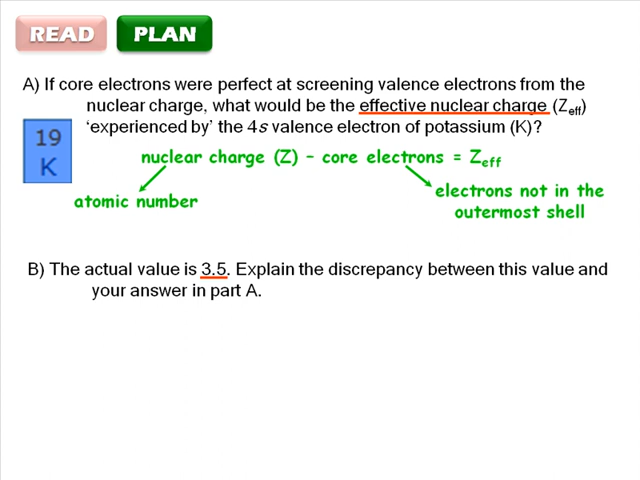 READ PLAN
A) If core electrons were perfect at screening valence electrons from the
nuclear charge, what would be the effective nuclear charge (Zeff)
19
‘experienced by’ the 4s valence electron of potassium (K)?
K
nuclear charge (Z) – core electrons = Zeff
atomic number
electrons not in the
outermost shell
B) The actual value is 3.5. Explain the discrepancy between this value and
your answer in part A.